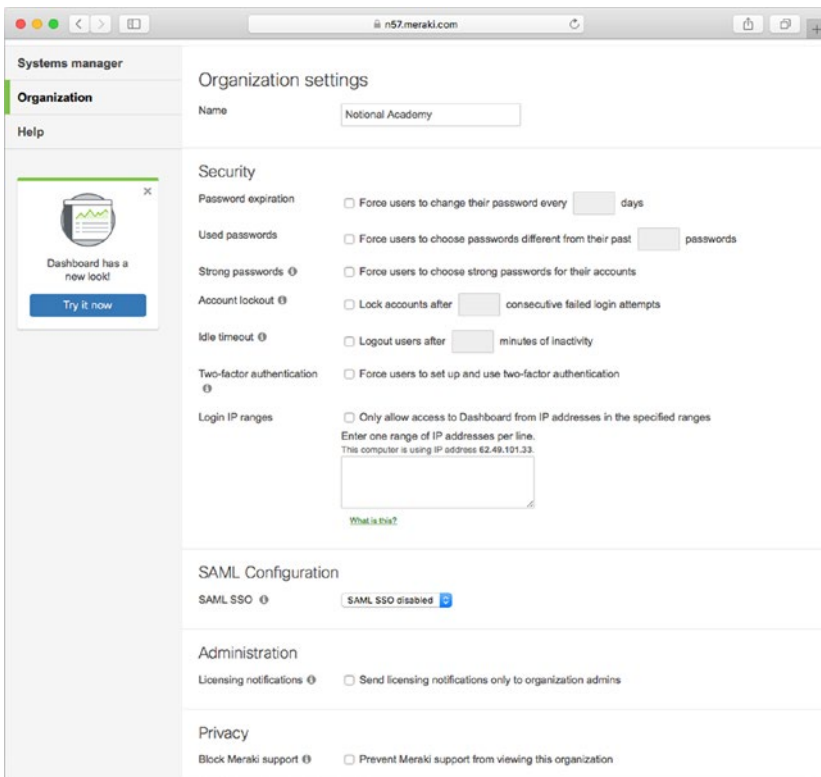 n57.meraki.com
Systems manager
Organization
Help
Dashboard has a
new look!
Try it now
Organization settings
Name Notional Academy
Security
Password expiration Force users to change their password every days
Used passwords Force users to choose passwords different from their past passwords
Strong passwords Force users to choose strong passwords for their accounts
Account lockout Lock accounts after consecutive failed login attempts
Idle timeout Logout users after minutes of inactivity
Two-factor authentication Force users to set up and use two-factor authentication
Login IP ranges Only allow access to Dashboard from IP addresses in the specified ranges
Enter one range of IP addresses per line.
This computer is using IP address 62.49.101.33.
What is this?
SAML Configuration
SAML SSO SAML SSO disabled
Administration
Licensing notifications Send licensing notifications only to organization admins
Privacy
Block Meraki support Prevent Meraki support from viewing this organization